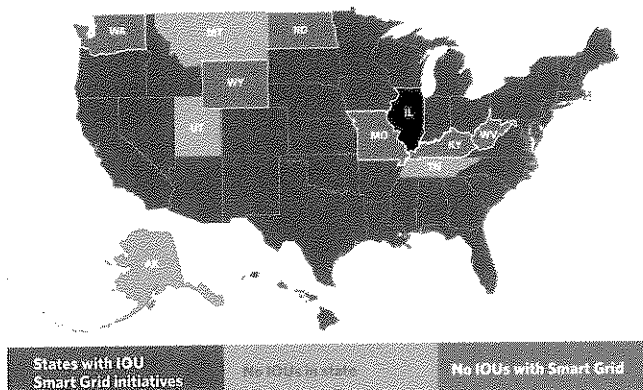 WA
MT
ND
WY
UT
IL
MO
KY
WV
TN
AK
States with IOU
Smart Grid initiatives
No IOUs with Smart Grid